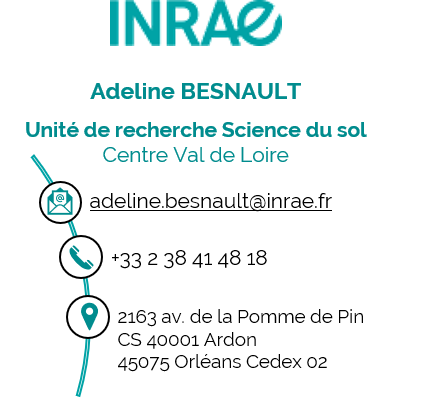 INRAE
Adeline BESNAULT
Unité de recherche Science du sol
Centre Val de Loire
adeline.besnault@inrae.fr
+33 2 38 41 48 18
2163 av. de la Pomme de Pin
CS 40001 Ardon
45075 Orléans Cedex 02